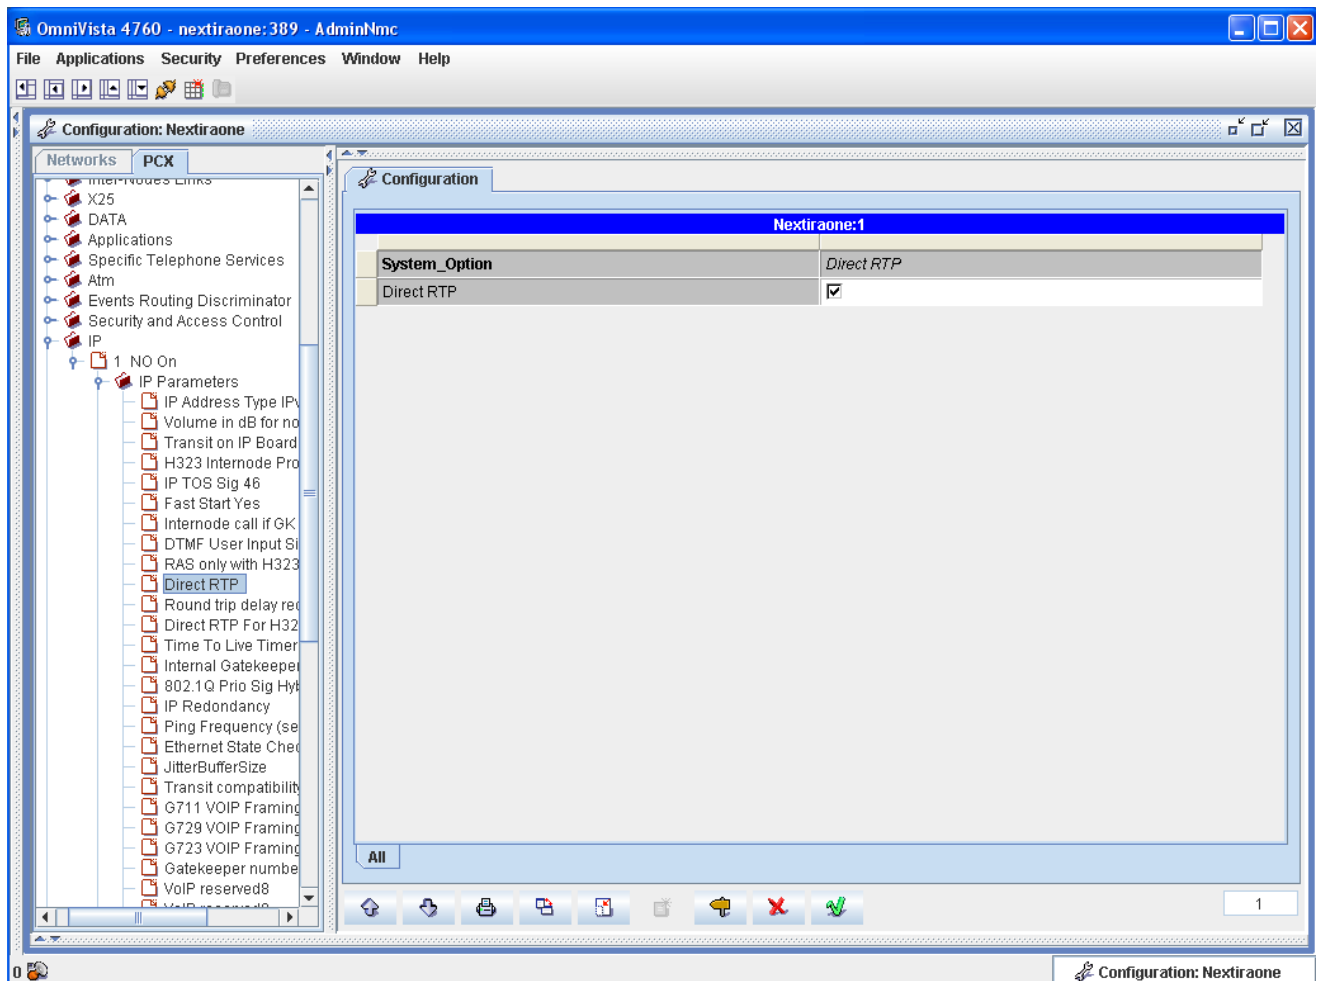 OmniVista 4760 - nextiraone:389 - AdminNmc
File Applications Security Preferences Window Help
Configuration: Nextiraone
Networks PCX
Inter-Nodes Links
X25
DATA
Applications
Specific Telephone Services
Atm
Events Routing Discriminator
Security and Access Control
IP
1 NO On
IP Parameters
IP Address Type IPv
Volume in dB for no
Transit on IP Board
H323 Internode Pro
IP TOS Sig 46
Fast Start Yes
Internode call if GK
DTMF User Input Si
RAS only with H323
Direct RTP
Round trip delay req
Direct RTP For H32
Time To Live Timer
Internal Gatekeeper
802.1Q Prio Sig Hyb
IP Redondancy
Ping Frequency (se
Ethernet State Chec
JitterBufferSize
Transit compatibility
G711 VOIP Framing
G729 VOIP Framing
G723 VOIP Framing
Gatekeeper numbe
VoIP reserved8
Configuration
Nextiraone:1
System_Option Direct RTP
Direct RTP
All
1
0
Configuration: Nextiraone